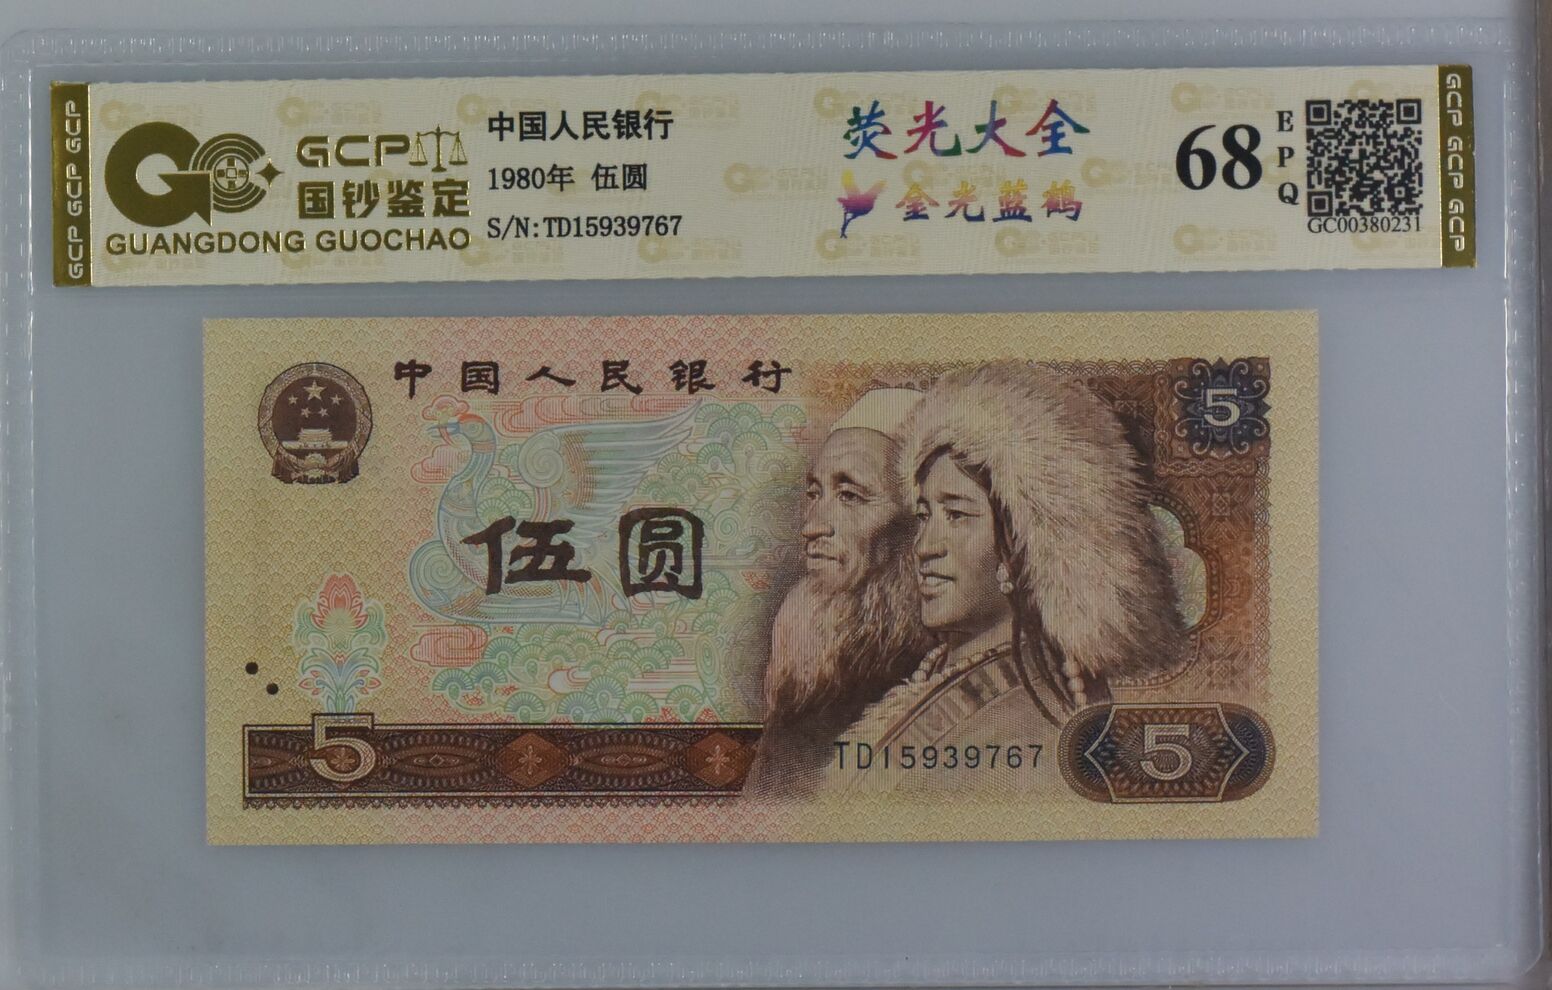 GCP GCP GCP
GCP
国钞鉴定
GUANGDONG GUOCHAO
中国人民银行
1980年 伍圆
S/N:TD15939767
荧光大全
金光蓝鹤
68
EPQ
GC00380231
GCP GCP GCP
中国人民银行
5
伍圆
5
TD15939767
5